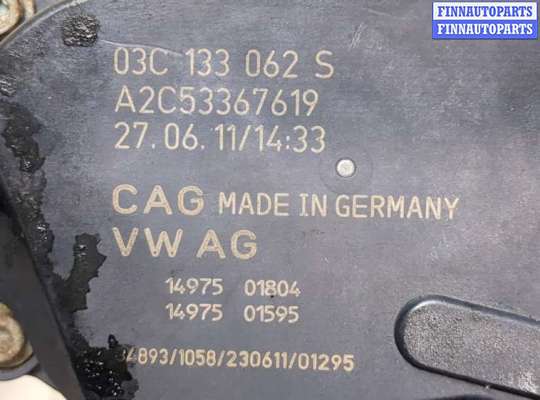 FINNAUTOPARTS
FINNAUTOPARTS
03C 133 062 S
A2C53367619
27.06.11/14:33
CAG MADE IN GERMANY
VW AG
14975 01804
14975 01595
4893/1058/230611/01295